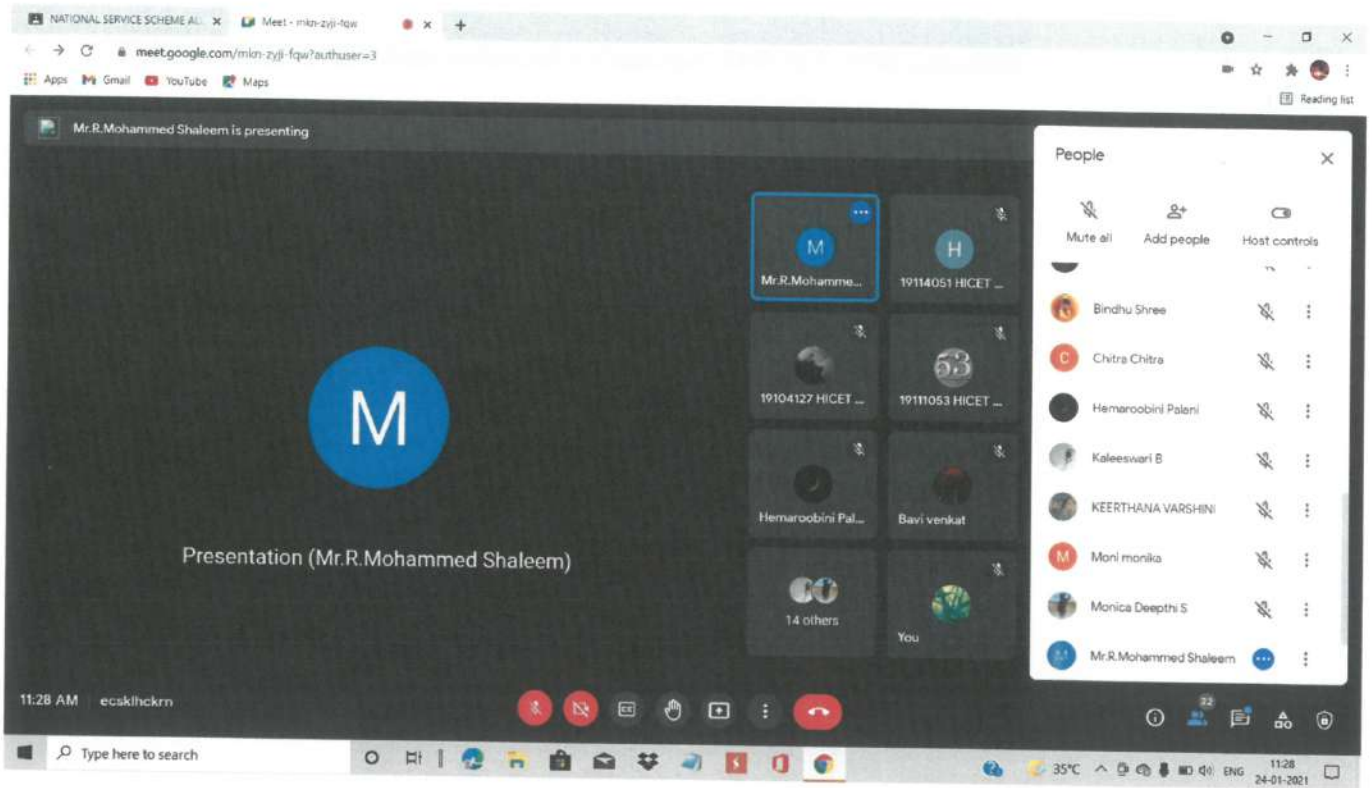 NATIONAL SERVICE SCHEME AL
Meet - mkn-zyji-fqw
meet.google.com/mkn-zyji-fqw?authuser=3
Apps Gmail YouTube Maps
Reading list
Mr.R.Mohammed Shaleem is presenting
M
Presentation (Mr.R.Mohammed Shaleem)
M
Mr.R.Mohamme...
H
19114051 HICET ...
19104127 HICET ...
53
19111053 HICET ...
Hemaroobini Pal...
Bavi venkat
14 others
You
People
Mute all
Add people
Host controls
Bindhu Shree
C
Chitra Chitra
Hemaroobini Palani
Kaleeswari B
KEERTHANA VARSHINI
M
Moni monika
Monica Deepthi S
Mr.R.Mohammed Shaleem
11:28 AM ecsklhckrn
CC
22
Type here to search
35°C
ENG
11:28
24-01-2021